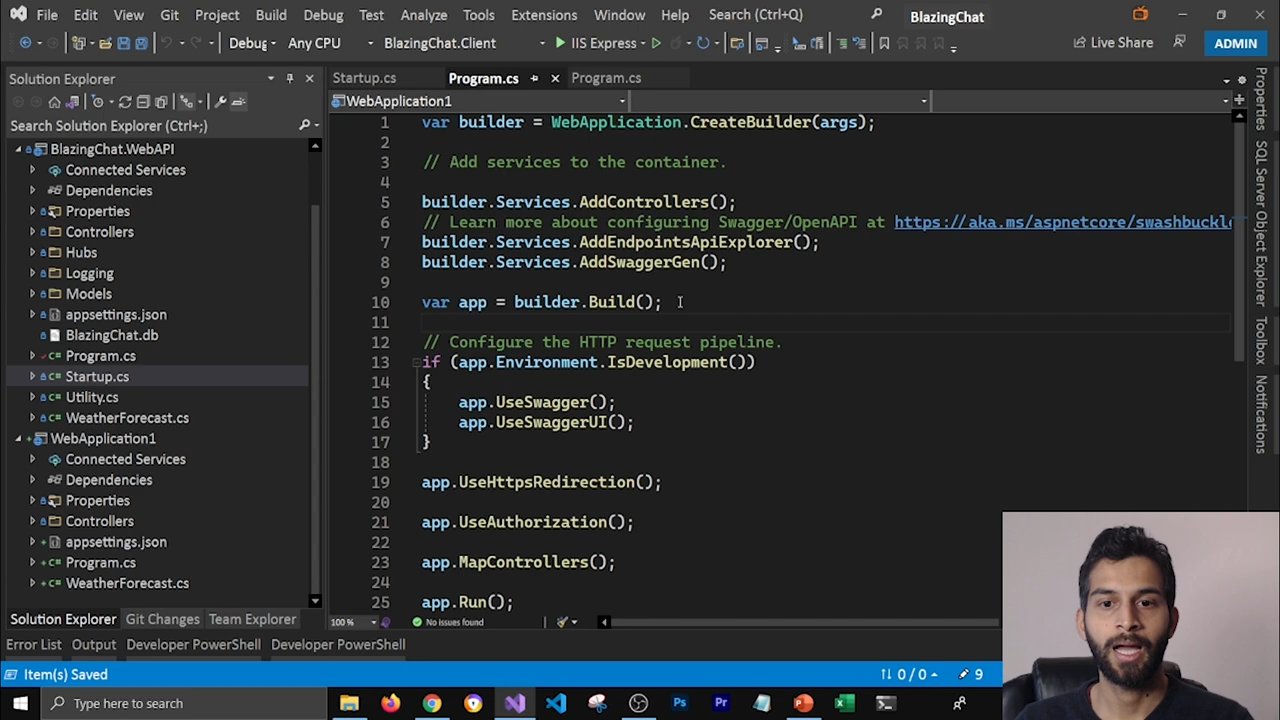 File Edit View Git Project Build Debug Test Analyze Tools Extensions Window Help Search (Ctrl+Q) BlazingChat
Debug Any CPU BlazingChat.Client IIS Express Live Share ADMIN
Solution Explorer
Search Solution Explorer (Ctrl+;)
BlazingChat.WebAPI
Connected Services
Dependencies
Properties
Controllers
Hubs
Logging
Models
appsettings.json
BlazingChat.db
Program.cs
Startup.cs
Utility.cs
WeatherForecast.cs
WebApplication1
Connected Services
Dependencies
Properties
Controllers
appsettings.json
Program.cs
WeatherForecast.cs
Solution Explorer Git Changes Team Explorer
Startup.cs Program.cs Program.cs
WebApplication1
1 var builder = WebApplication.CreateBuilder(args);
2
3 // Add services to the container.
4
5 builder.Services.AddControllers();
6 // Learn more about configuring Swagger/OpenAPI at https://aka.ms/aspnetcore/swashbuckl
7 builder.Services.AddEndpointsApiExplorer();
8 builder.Services.AddSwaggerGen();
9
10 var app = builder.Build();
11
12 // Configure the HTTP request pipeline.
13 if (app.Environment.IsDevelopment())
14 {
15 app.UseSwagger();
16 app.UseSwaggerUI();
17 }
18
19 app.UseHttpsRedirection();
20
21 app.UseAuthorization();
22
23 app.MapControllers();
24
25 app.Run();
100 % No issues found
Properties
SQL Server Object Explorer
Toolbox
Notifications
Error List Output Developer PowerShell Developer PowerShell
Item(s) Saved 0 / 0 9
Type here to search